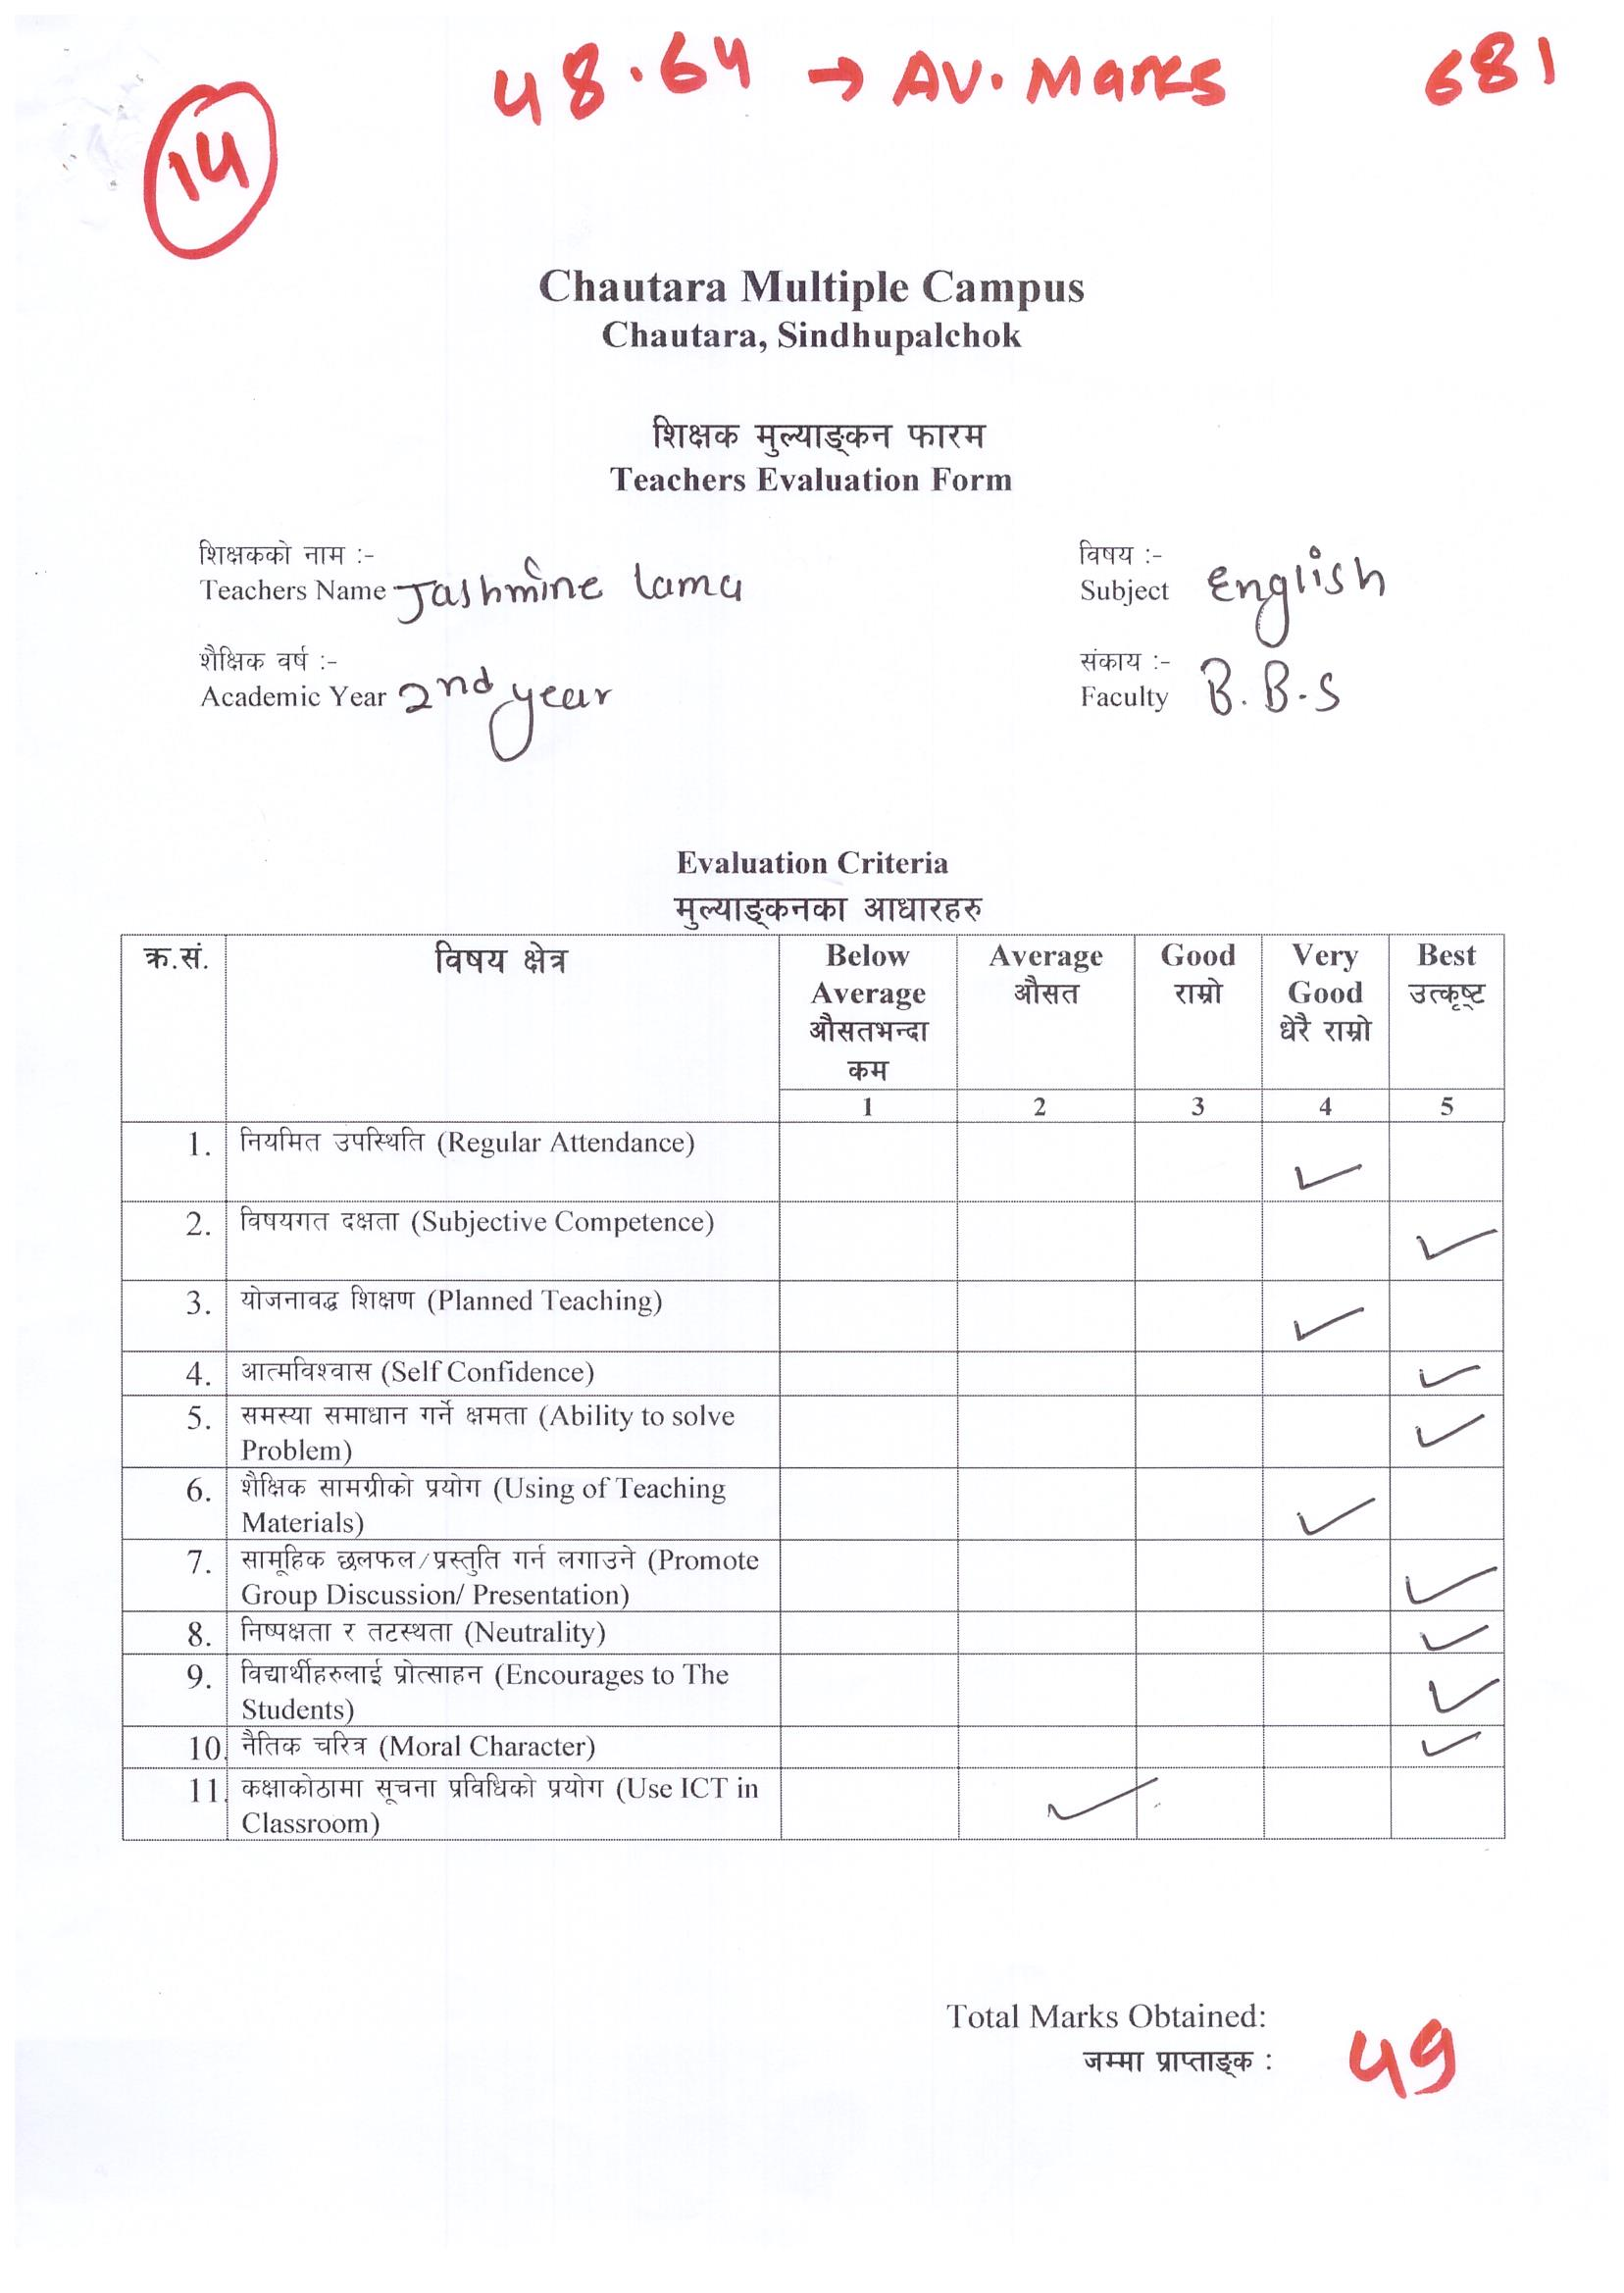 48.64 → AV. Marks 681
14
Chautara Multiple Campus
Chautara, Sindhupalchok
शिक्षक मुल्याङ्कन फारम
Teachers Evaluation Form
शिक्षकको नाम :- विषय :-
Teachers Name Jashmine Lama Subject English
शैक्षिक वर्ष :- संकाय :-
Academic Year 2nd year Faculty B.B.S
Evaluation Criteria
मुल्याङ्कनका आधारहरु
क्र.सं. विषय क्षेत्र Below Average Good Very Best
Average औसत राम्रो Good उत्कृष्ट
औसतभन्दा धेरै राम्रो
कम
1 2 3 4 5
1. नियमित उपस्थिति (Regular Attendance) ✓
2. विषयगत दक्षता (Subjective Competence) ✓
3. योजनावद्ध शिक्षण (Planned Teaching) ✓
4. आत्मविश्वास (Self Confidence) ✓
5. समस्या समाधान गर्ने क्षमता (Ability to solve
Problem) ✓
6. शैक्षिक सामग्रीको प्रयोग (Using of Teaching
Materials) ✓
7. सामूहिक छलफल/प्रस्तुति गर्न लगाउने (Promote
Group Discussion/ Presentation) ✓
8. निष्पक्षता र तटस्थता (Neutrality) ✓
9. विद्यार्थीहरुलाई प्रोत्साहन (Encourages to The
Students) ✓
10. नैतिक चरित्र (Moral Character) ✓
11. कक्षाकोठामा सूचना प्रविधिको प्रयोग (Use ICT in
Classroom) ✓
Total Marks Obtained:
जम्मा प्राप्ताङ्क : 49